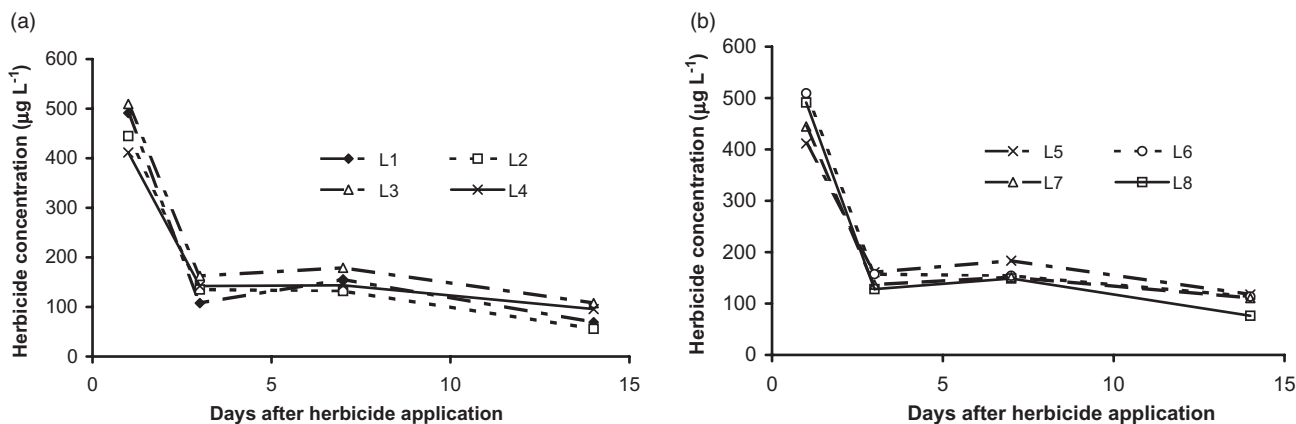 (a)
600
500
400
300
200
100
0
Herbicide concentration (µg L⁻¹)
L1 L2
L3 L4
0 5 10 15
Days after herbicide application
(b)
600
500
400
300
200
100
0
Herbicide concentration (µg L⁻¹)
L5 L6
L7 L8
0 5 10 15
Days after herbicide application